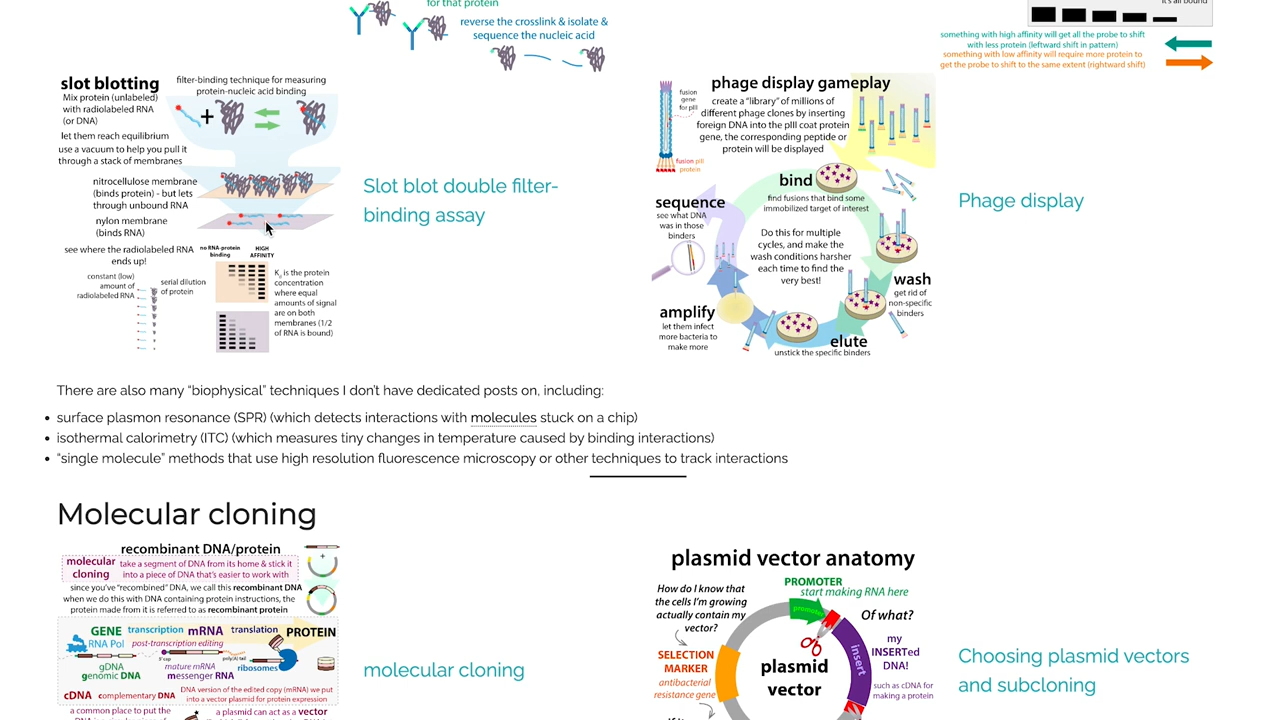 for that protein
reverse the crosslink & isolate &
sequence the nucleic acid
it's all bound
something with high affinity will get all the probe to shift
with less protein (leftward shift in pattern)
something with low affinity will require more protein to
get the probe to shift to the same extent (rightward shift)
slot blotting
filter-binding technique for measuring
protein-nucleic acid binding
Mix protein (unlabeled)
with radiolabeled RNA
(or DNA)
+
let them reach equilibrium
use a vacuum to help you pull it
through a stack of membranes
nitrocellulose membrane
(binds protein) - but lets
through unbound RNA
nylon membrane
(binds RNA)
see where the radiolabeled RNA
ends up!
no RNA-protein
binding
HIGH
AFFINITY
constant (low)
amount of
radiolabeled RNA
serial dilution
of protein
Kd is the protein
concentration
where equal
amounts of signal
are on both
membranes (1/2
of RNA is bound)
Slot blot double filter-
binding assay
phage display gameplay
fusion
gene
for pIII
create a "library" of millions of
different phage clones by inserting
foreign DNA into the pIII coat protein
gene, the corresponding peptide or
protein will be displayed
fusion pIII
protein
bind
find fusions that bind some
immobilized target of interest
sequence
see what DNA
was in those
binders
Do this for multiple
cycles, and make the
wash conditions harsher
each time to find the
very best!
wash
get rid of
non-specific
binders
amplify
let them infect
more bacteria to
make more
elute
unstick the specific binders
Phage display
There are also many “biophysical” techniques I don’t have dedicated posts on, including:
• surface plasmon resonance (SPR) (which detects interactions with molecules stuck on a chip)
• isothermal calorimetry (ITC) (which measures tiny changes in temperature caused by binding interactions)
• “single molecule” methods that use high resolution fluorescence microscopy or other techniques to track interactions
Molecular cloning
recombinant DNA/protein
molecular
cloning
take a segment of DNA from its home & stick it
into a piece of DNA that's easier to work with
+
since you've "recombined" DNA, we call this recombinant DNA
when we do this with DNA containing protein instructions, the
protein made from it is referred to as recombinant protein
GENE transcription mRNA translation PROTEIN
RNA Pol post-transcription editing
5'cap
poly(A) tail
gDNA
genomic DNA
mature mRNA
messenger RNA
ribosomes
cDNA complementary DNA
DNA version of the edited copy (mRNA) we put
into a vector plasmid for protein expression
a common place to put the
a plasmid can act as a vector
molecular cloning
plasmid vector anatomy
How do I know that
the cells I'm growing
actually contain my
vector?
PROMOTER
start making RNA here
promoter
Of what?
my
INSERTed
DNA!
such as cDNA for
making a protein
insert
SELECTION
MARKER
antibacterial
resistance gene
plasmid
vector
Choosing plasmid vectors
and subcloning